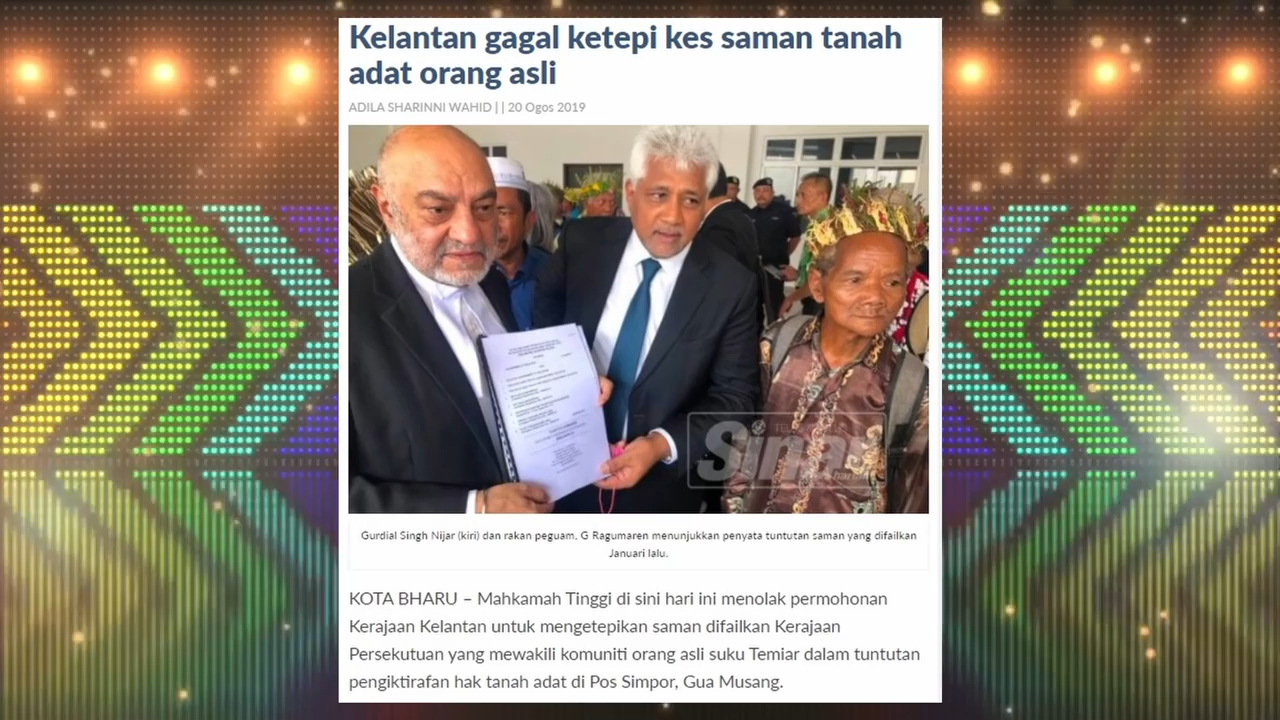 Kelantan gagal ketepi kes saman tanah
adat orang asli
ADILA SHARINNI WAHID | | 20 Ogos 2019
Sinar
Gurdial Singh Nijar (kiri) dan rakan peguam, G Ragumaren menunjukkan penyata tuntutan saman yang difailkan
Januari lalu.
KOTA BHARU – Mahkamah Tinggi di sini hari ini menolak permohonan
Kerajaan Kelantan untuk mengetepikan saman difailkan Kerajaan
Persekutuan yang mewakili komuniti orang asli suku Temiar dalam tuntutan
pengiktirafan hak tanah adat di Pos Simpor, Gua Musang.